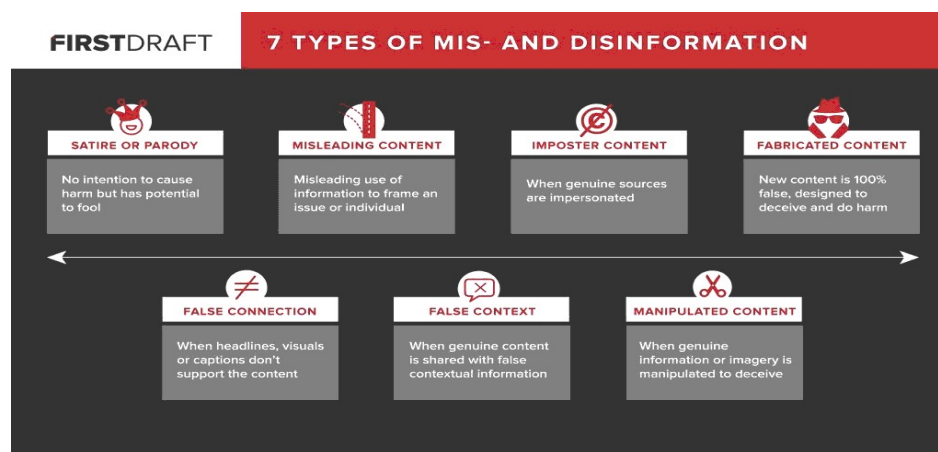 FIRSTDRAFT
7 TYPES OF MIS- AND DISINFORMATION
SATIRE OR PARODY
No intention to cause
harm but has potential
to fool
MISLEADING CONTENT
Misleading use of
information to frame an
issue or individual
IMPOSTER CONTENT
When genuine sources
are impersonated
FABRICATED CONTENT
New content is 100%
false, designed to
deceive and do harm
FALSE CONNECTION
When headlines, visuals
or captions don’t
support the content
FALSE CONTEXT
When genuine content
is shared with false
contextual information
MANIPULATED CONTENT
When genuine
information or imagery is
manipulated to deceive